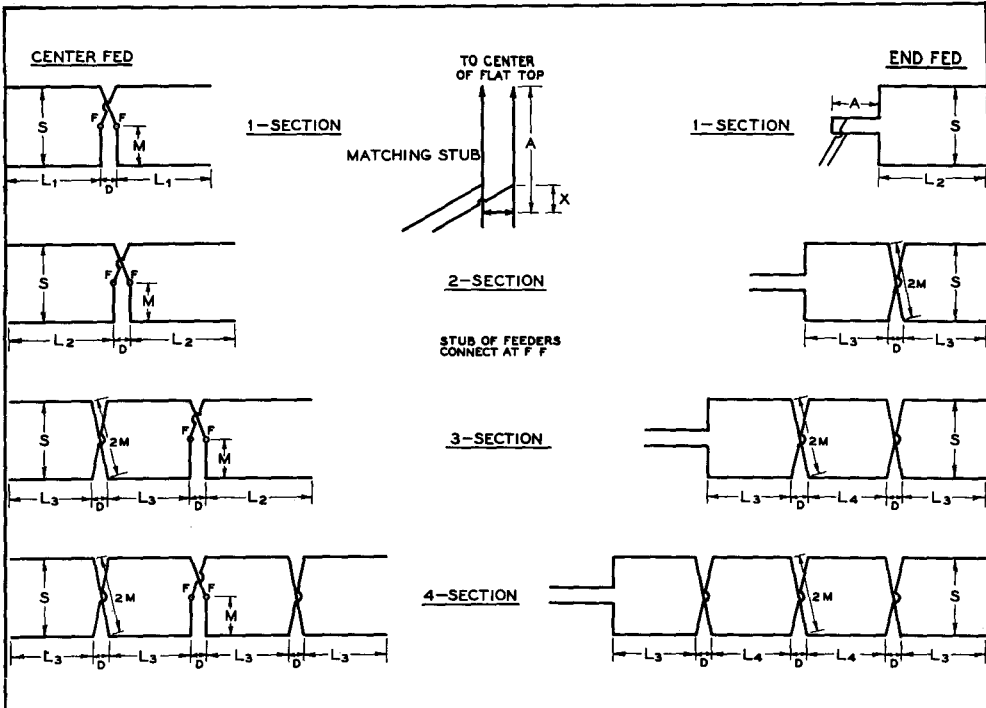 CENTER FED
TO CENTER
OF FLAT TOP
END FED
S
F
F
M
L1
D
L1
1-SECTION
MATCHING STUB
A
X
1-SECTION
A
S
L2
S
F
F
M
L2
D
L2
2-SECTION
2M
S
L3
D
L3
STUB OF FEEDERS
CONNECT AT F F
S
2M
F
F
M
L3
D
L3
D
L2
3-SECTION
2M
S
L3
D
L4
D
L3
S
2M
F
F
M
L3
D
L3
D
L3
D
L3
4-SECTION
2M
S
L3
D
L4
D
L4
D
L3